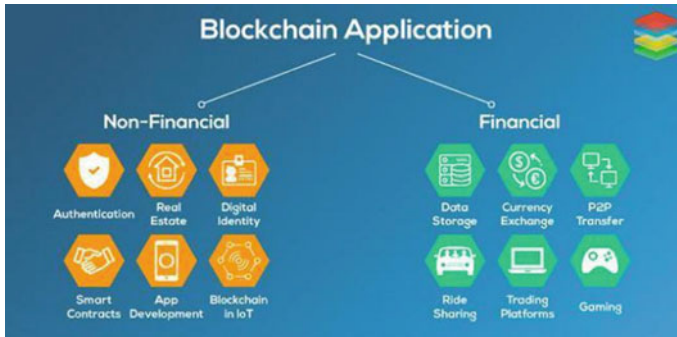 Blockchain Application
Non-Financial
Financial
Authentication
Real
Estate
Digital
Identity
Data
Storage
Currency
Exchange
P2P
Transfer
Smart
Contracts
App
Development
Blockchain
in IoT
Ride
Sharing
Trading
Platforms
Gaming